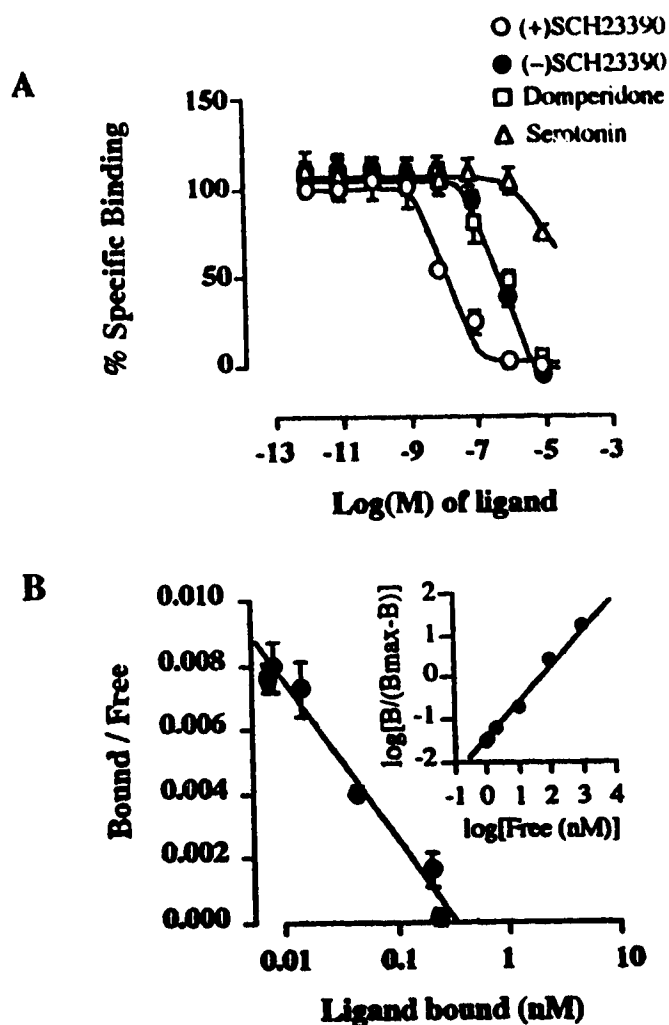 (+)SCH23390
(−)SCH23390
Domperidone
Serotonin
A
% Specific Binding
150
100
50
0
-13 -11 -9 -7 -5 -3
Log(M) of ligand
B
Bound / Free
0.010
0.008
0.006
0.004
0.002
0.000
0.01 0.1 1 10
Ligand bound (nM)
log[B/(Bmax-B)]
2
1
0
-1
-2
-1 0 1 2 3 4
log[Free (nM)]